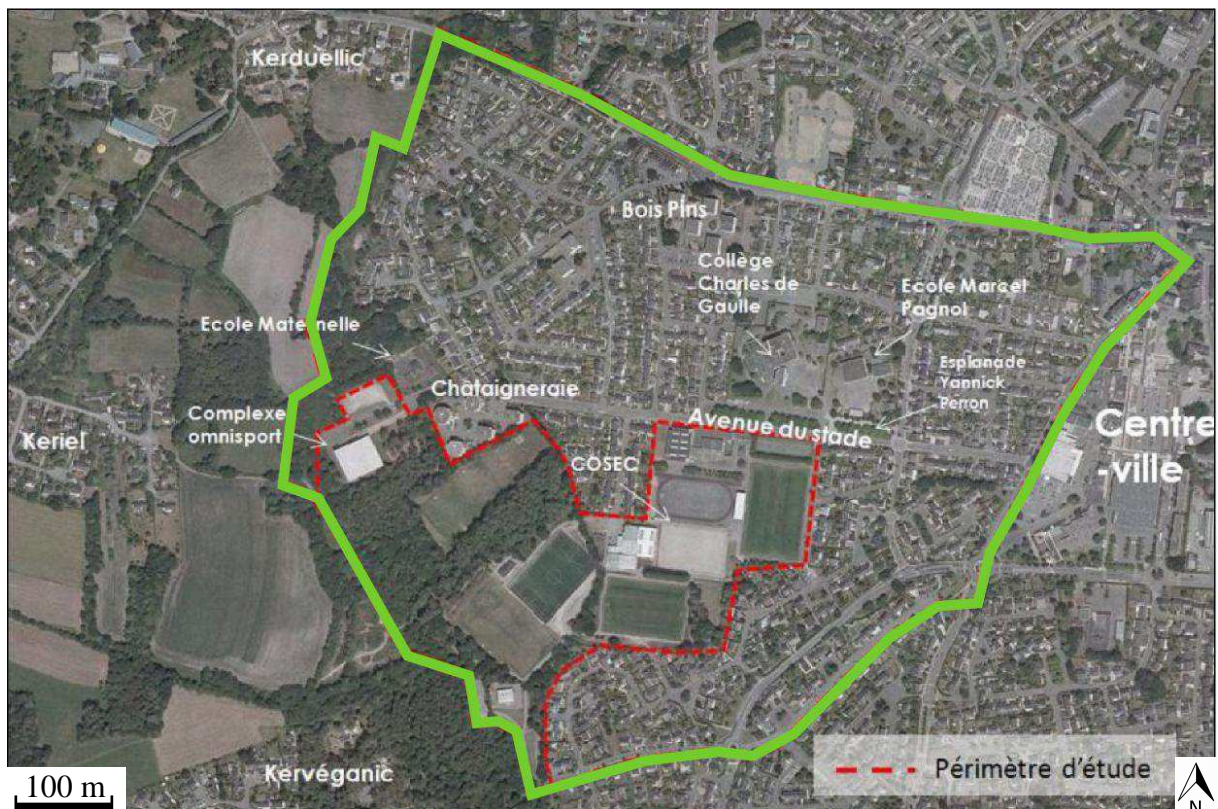 Kerduellic
Bois Pins
Collège
Charles de
Gaulle
Ecole Marcel
Pagnol
Ecole Maternelle
Esplanade
Yannick
Perron
Chataigneraie
Complexe
omnisport
Avenue du stade
Keriel
Centre
-ville
COSEC
Périmètre d'étude
Kervéganic
100 m
N